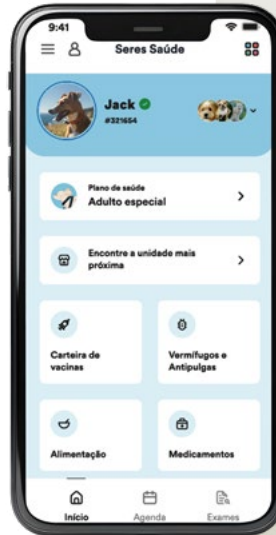 9:41
Seres Saúde
Jack
#321654
Plano de saúde
Adulto especial
Encontre a unidade mais
próxima
Carteira de
vacinas
Vermífugos e
Antipulgas
Alimentação
Medicamentos
Início
Agenda
Exames